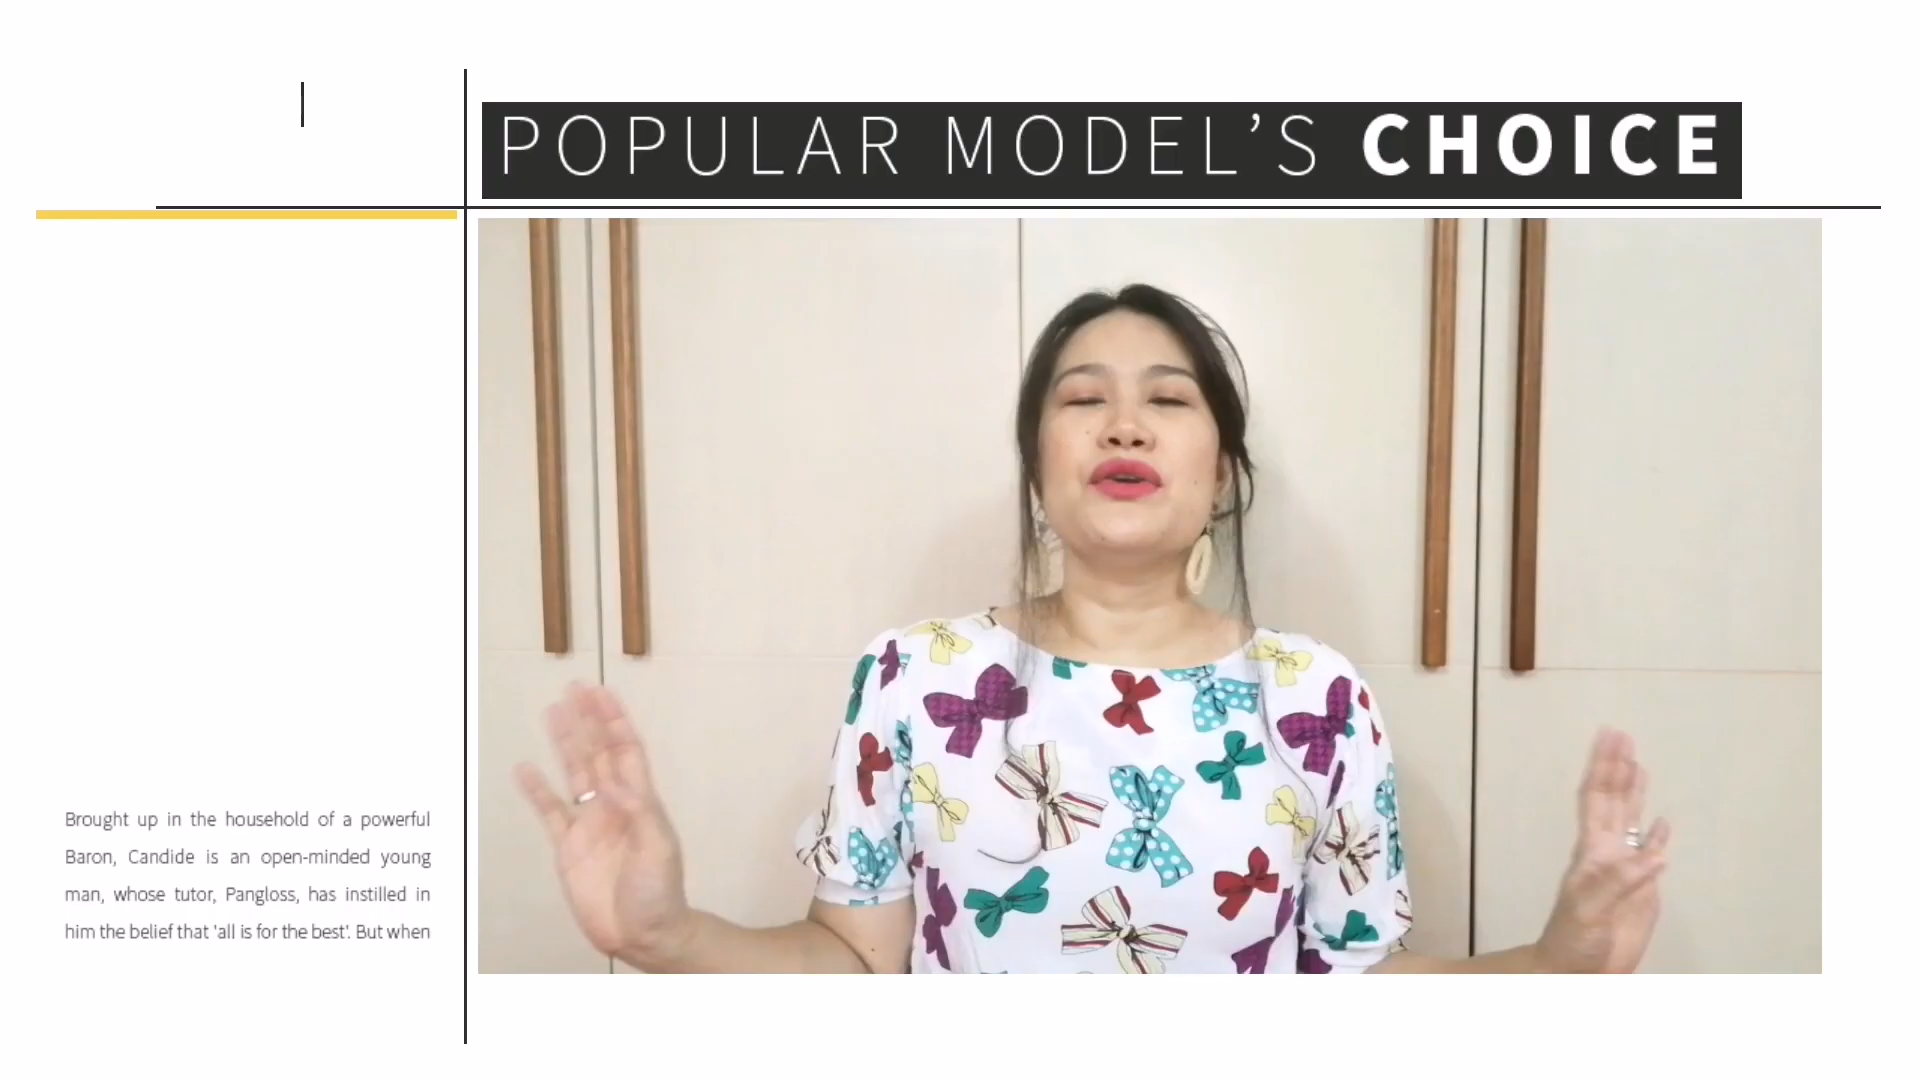 POPULAR MODEL’S CHOICE
Brought up in the household of a powerful
Baron, Candide is an open-minded young
man, whose tutor, Pangloss, has instilled in
him the belief that 'all is for the best'. But when